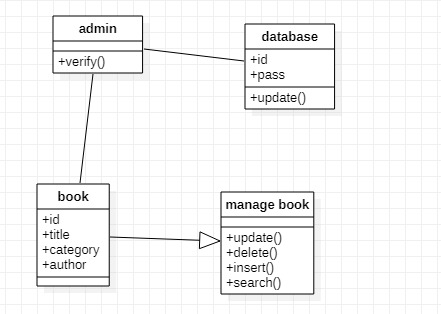 admin
+verify()
database
+id
+pass
+update()
book
+id
+title
+category
+author
manage book
+update()
+delete()
+insert()
+search()